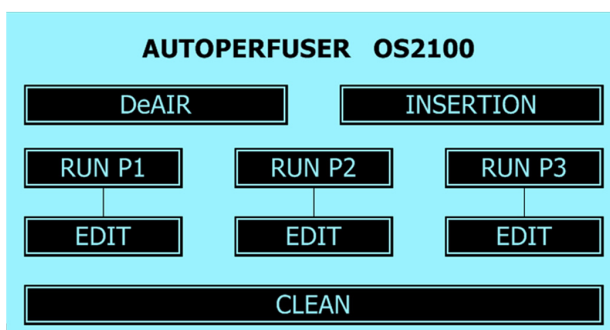 AUTOPERFUSER OS2100
DeAIR INSERTION
RUN P1 RUN P2 RUN P3
EDIT EDIT EDIT
CLEAN